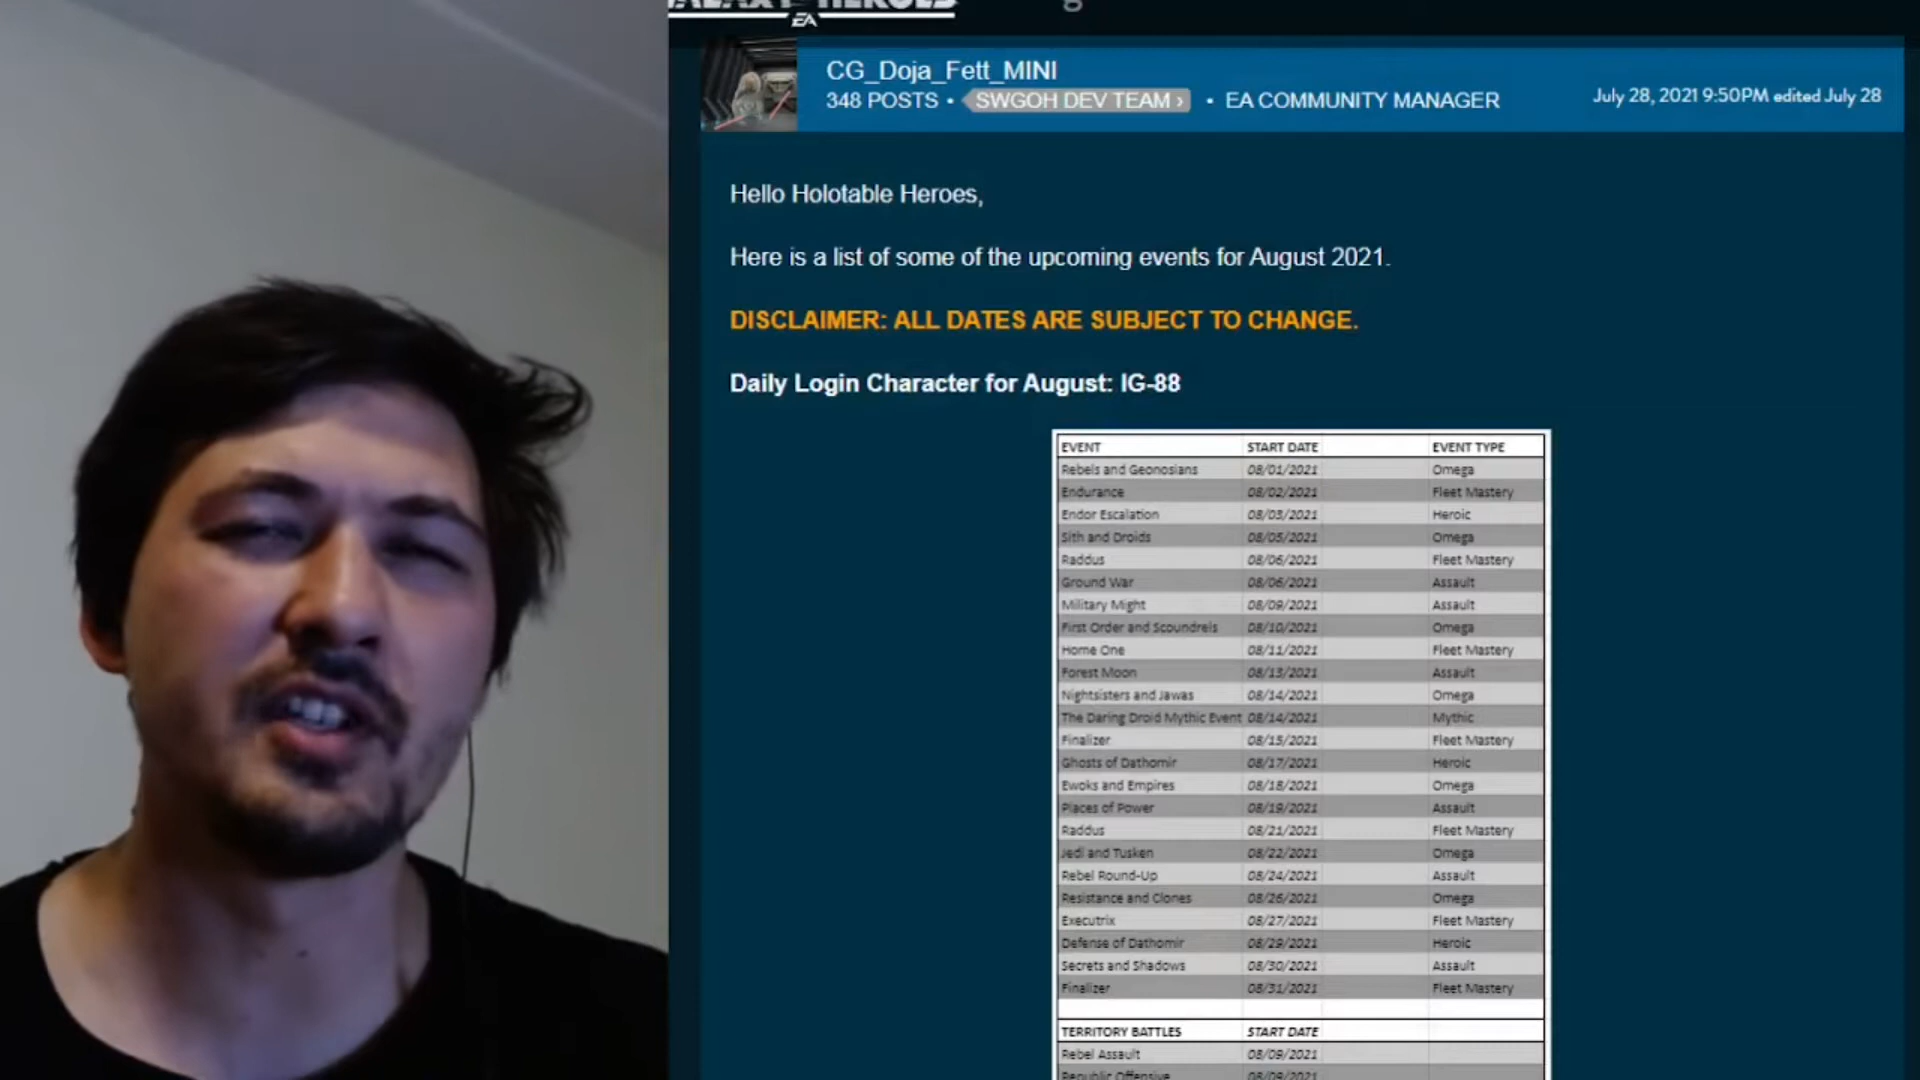 GALAXY HEROES
EA
CG_Doja_Fett_MINI
348 POSTS • SWGOH DEV TEAM › • EA COMMUNITY MANAGER
July 28, 2021 9:50PM edited July 28
Hello Holotable Heroes,
Here is a list of some of the upcoming events for August 2021.
DISCLAIMER: ALL DATES ARE SUBJECT TO CHANGE.
Daily Login Character for August: IG-88
EVENT START DATE EVENT TYPE
Rebels and Geonosians 08/01/2021 Omega
Endurance 08/02/2021 Fleet Mastery
Endor Escalation 08/03/2021 Heroic
Sith and Droids 08/05/2021 Omega
Raddus 08/06/2021 Fleet Mastery
Ground War 08/06/2021 Assault
Military Might 08/09/2021 Assault
First Order and Scoundrels 08/10/2021 Omega
Home One 08/11/2021 Fleet Mastery
Forest Moon 08/13/2021 Assault
Nightsisters and Jawas 08/14/2021 Omega
The Daring Droid Mythic Event 08/14/2021 Mythic
Finalizer 08/15/2021 Fleet Mastery
Ghosts of Dathomir 08/17/2021 Heroic
Ewoks and Empires 08/18/2021 Omega
Places of Power 08/19/2021 Assault
Raddus 08/21/2021 Fleet Mastery
Jedi and Tusken 08/22/2021 Omega
Rebel Round-Up 08/24/2021 Assault
Resistance and Clones 08/26/2021 Omega
Executrix 08/27/2021 Fleet Mastery
Defense of Dathomir 08/29/2021 Heroic
Secrets and Shadows 08/30/2021 Assault
Finalizer 08/31/2021 Fleet Mastery
TERRITORY BATTLES START DATE
Rebel Assault 08/09/2021
Republic Offensive 08/09/2021